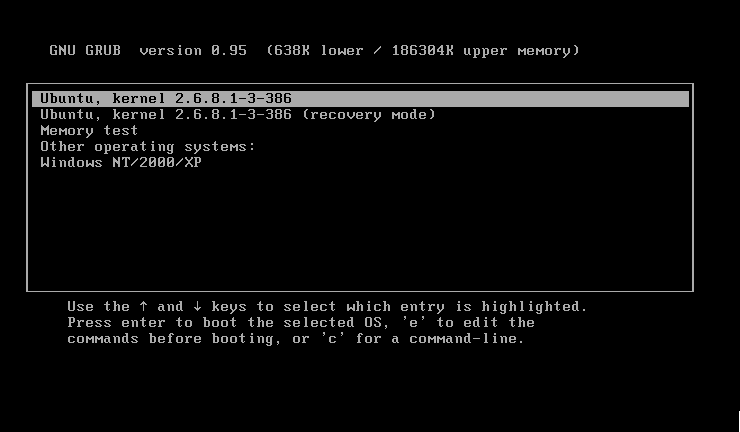 GNU GRUB  version 0.95  (638K lower / 186304K upper memory)
Ubuntu, kernel 2.6.8.1-3-386
Ubuntu, kernel 2.6.8.1-3-386 (recovery mode)
Memory test
Other operating systems:
Windows NT/2000/XP
Use the ↑ and ↓ keys to select which entry is highlighted.
Press enter to boot the selected OS, 'e' to edit the
commands before booting, or 'c' for a command-line.